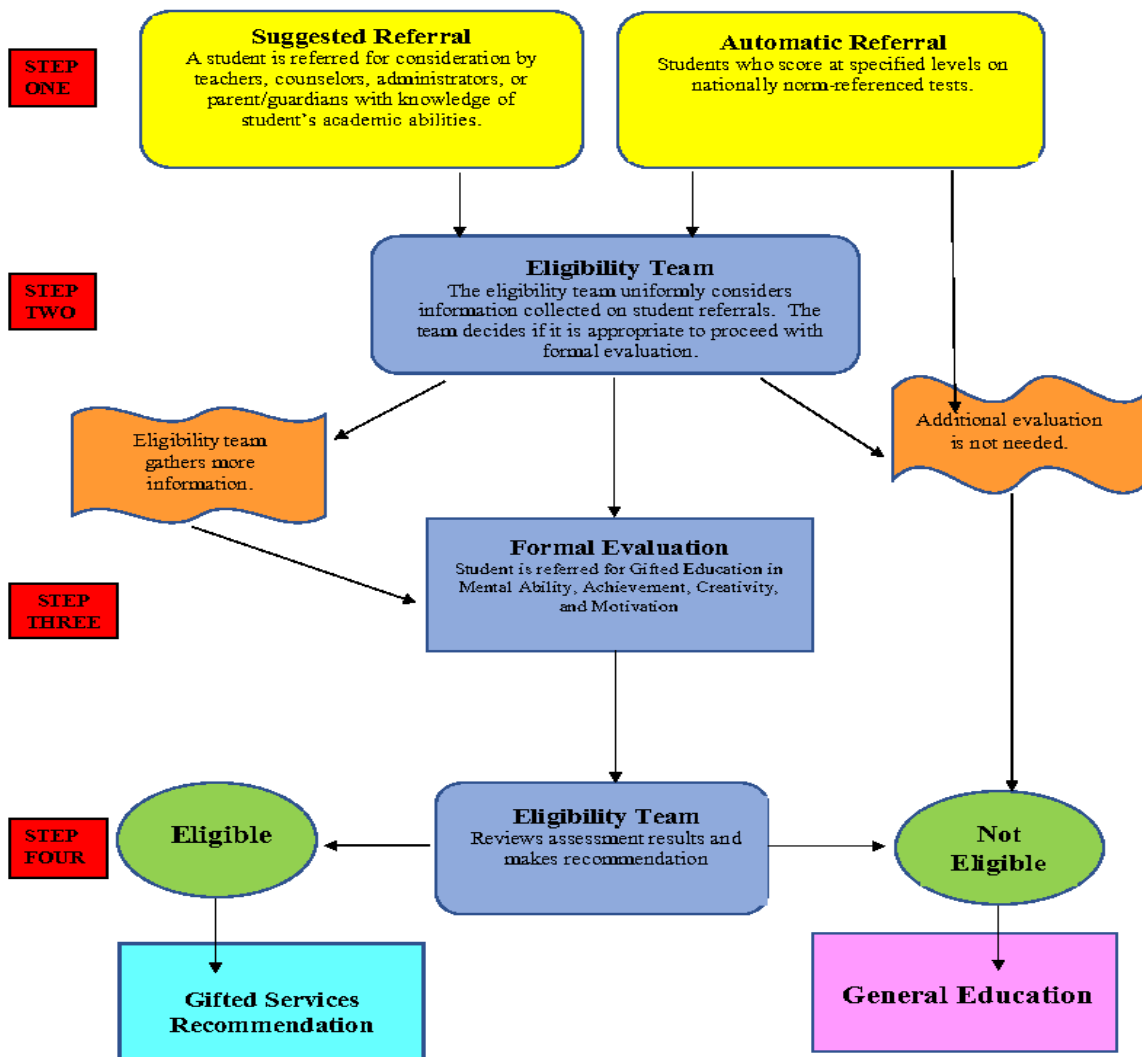 STEP
ONE
Suggested Referral
A student is referred for consideration by
teachers, counselors, administrators, or
parent/guardians with knowledge of
student's academic abilities.
Automatic Referral
Students who score at specified levels on
nationally norm-referenced tests.
STEP
TWO
Eligibility Team
The eligibility team uniformly considers
information collected on student referrals. The
team decides if it is appropriate to proceed with
formal evaluation.
Eligibility team
gathers more
information.
Additional evaluation
is not needed.
STEP
THREE
Formal Evaluation
Student is referred for Gifted Education in
Mental Ability, Achievement, Creativity,
and Motivation
STEP
FOUR
Eligible
Eligibility Team
Reviews assessment results and
makes recommendation
Not
Eligible
Gifted Services
Recommendation
General Education